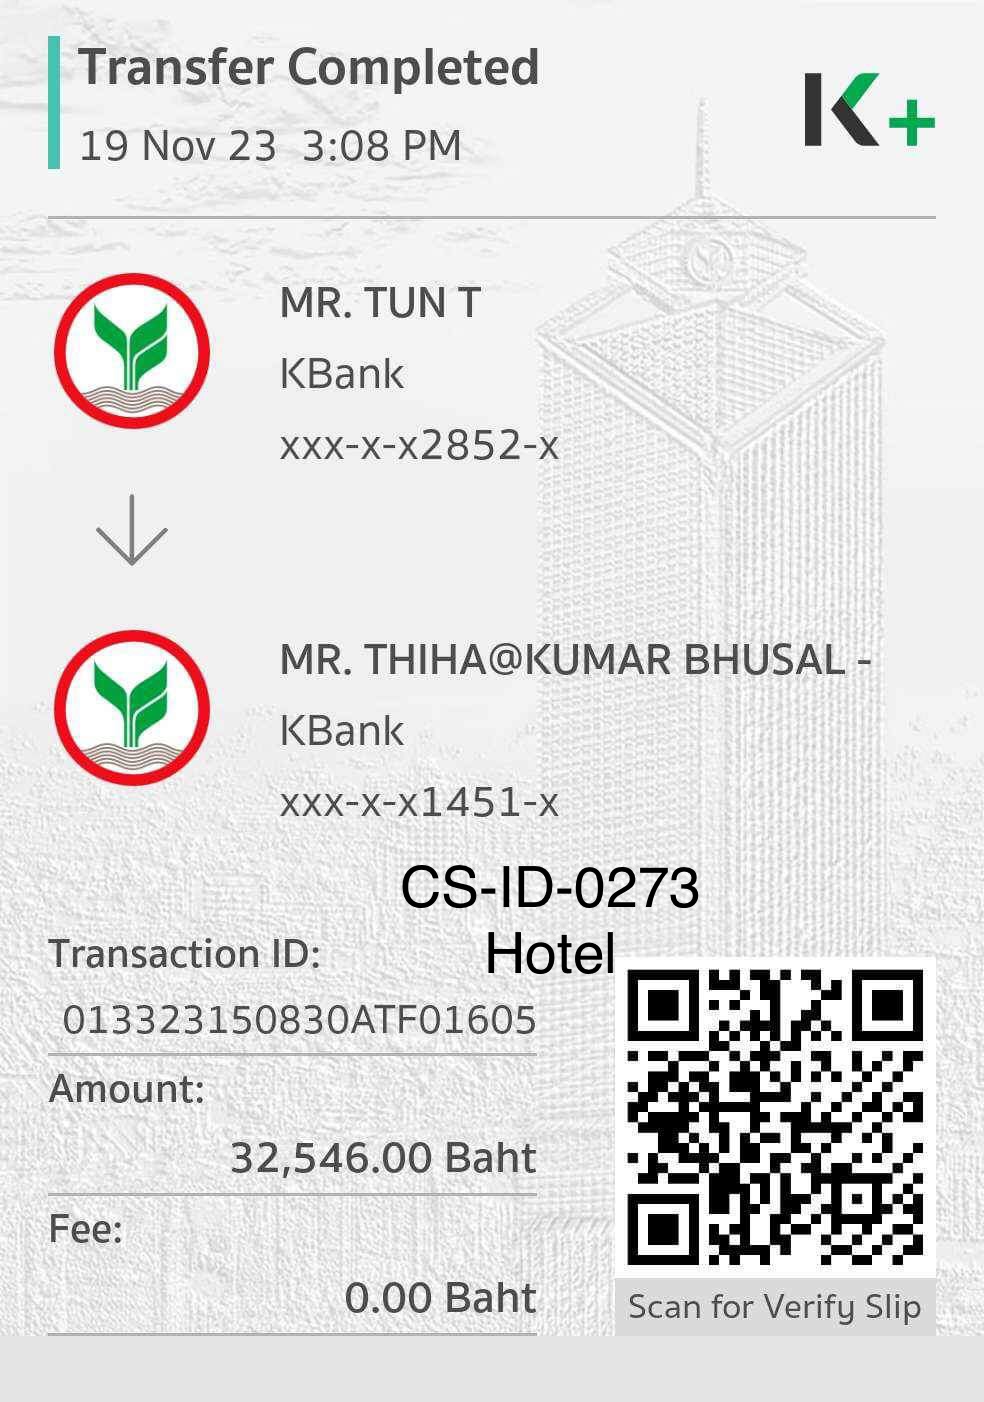 Transfer Completed
19 Nov 23 3:08 PM
K+
MR. TUN T
KBank
xxx-x-x2852-x
MR. THIHA@KUMAR BHUSAL -
KBank
xxx-x-x1451-x
CS-ID-0273
Hotel
Transaction ID:
013323150830ATF01605
Amount:
32,546.00 Baht
Fee:
0.00 Baht
Scan for Verify Slip